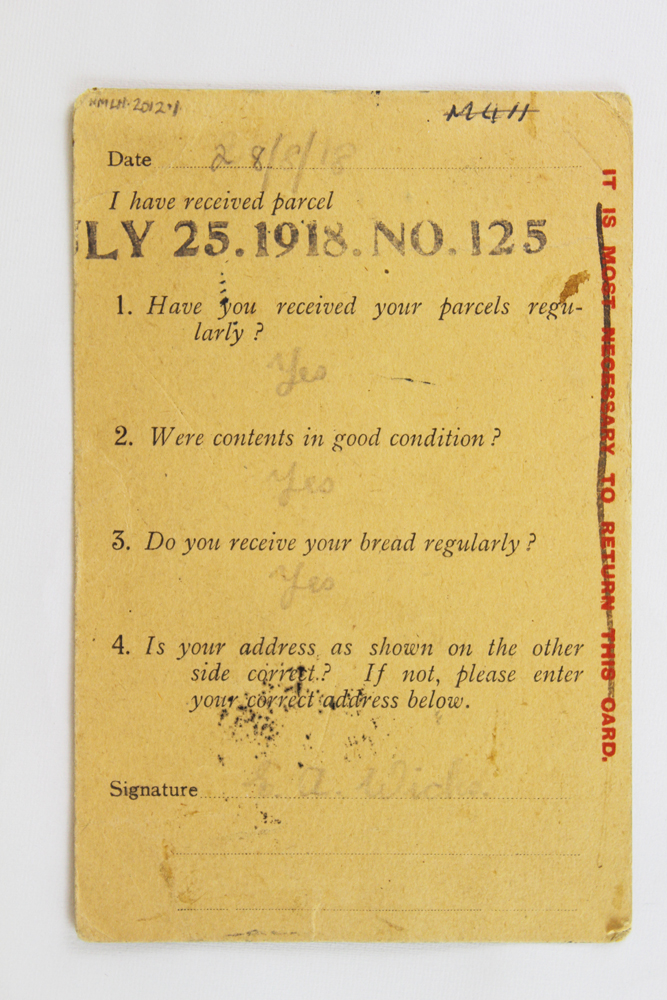 M411
Date 28/8/18
I have received parcel
LY 25.1918. NO. 125
1. Have you received your parcels regu-
larly ?
Yes
2. Were contents in good condition ?
Yes
3. Do you receive your bread regularly ?
Yes
4. Is your address as shown on the other
side correct.? If not, please enter
your correct address below.
Signature
IT IS MOST NECESSARY TO RETURN THIS CARD.